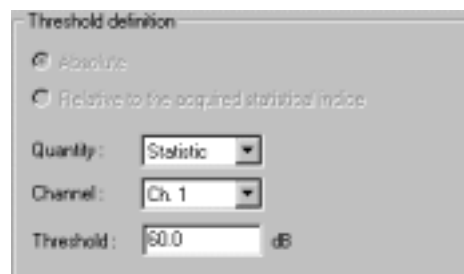 Threshold definition
Absolute
Relative to the acquired statistical indice
Quantity : Statistic
Channel : Ch. 1
Threshold : 60.0 dB